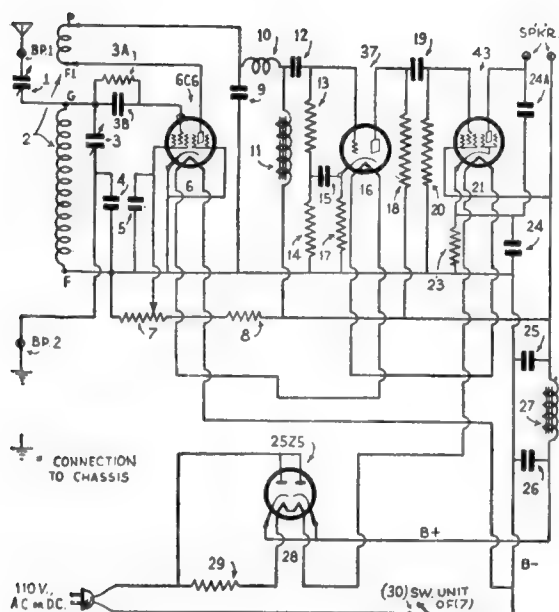 P
BP.1
1
F1
3A
G
3B
3
2
4
5
F
BP.2
6C6
6
7
8
9
10
11
12
13
14
15
16
17
37
18
19
20
43
21
23
SPKR.
24A
24
25
27
26
CONNECTION
TO CHASSIS
25Z5
28
29
B+
B-
110 V.,
AC OR DC.
(30) SW. UNIT
OF (7)